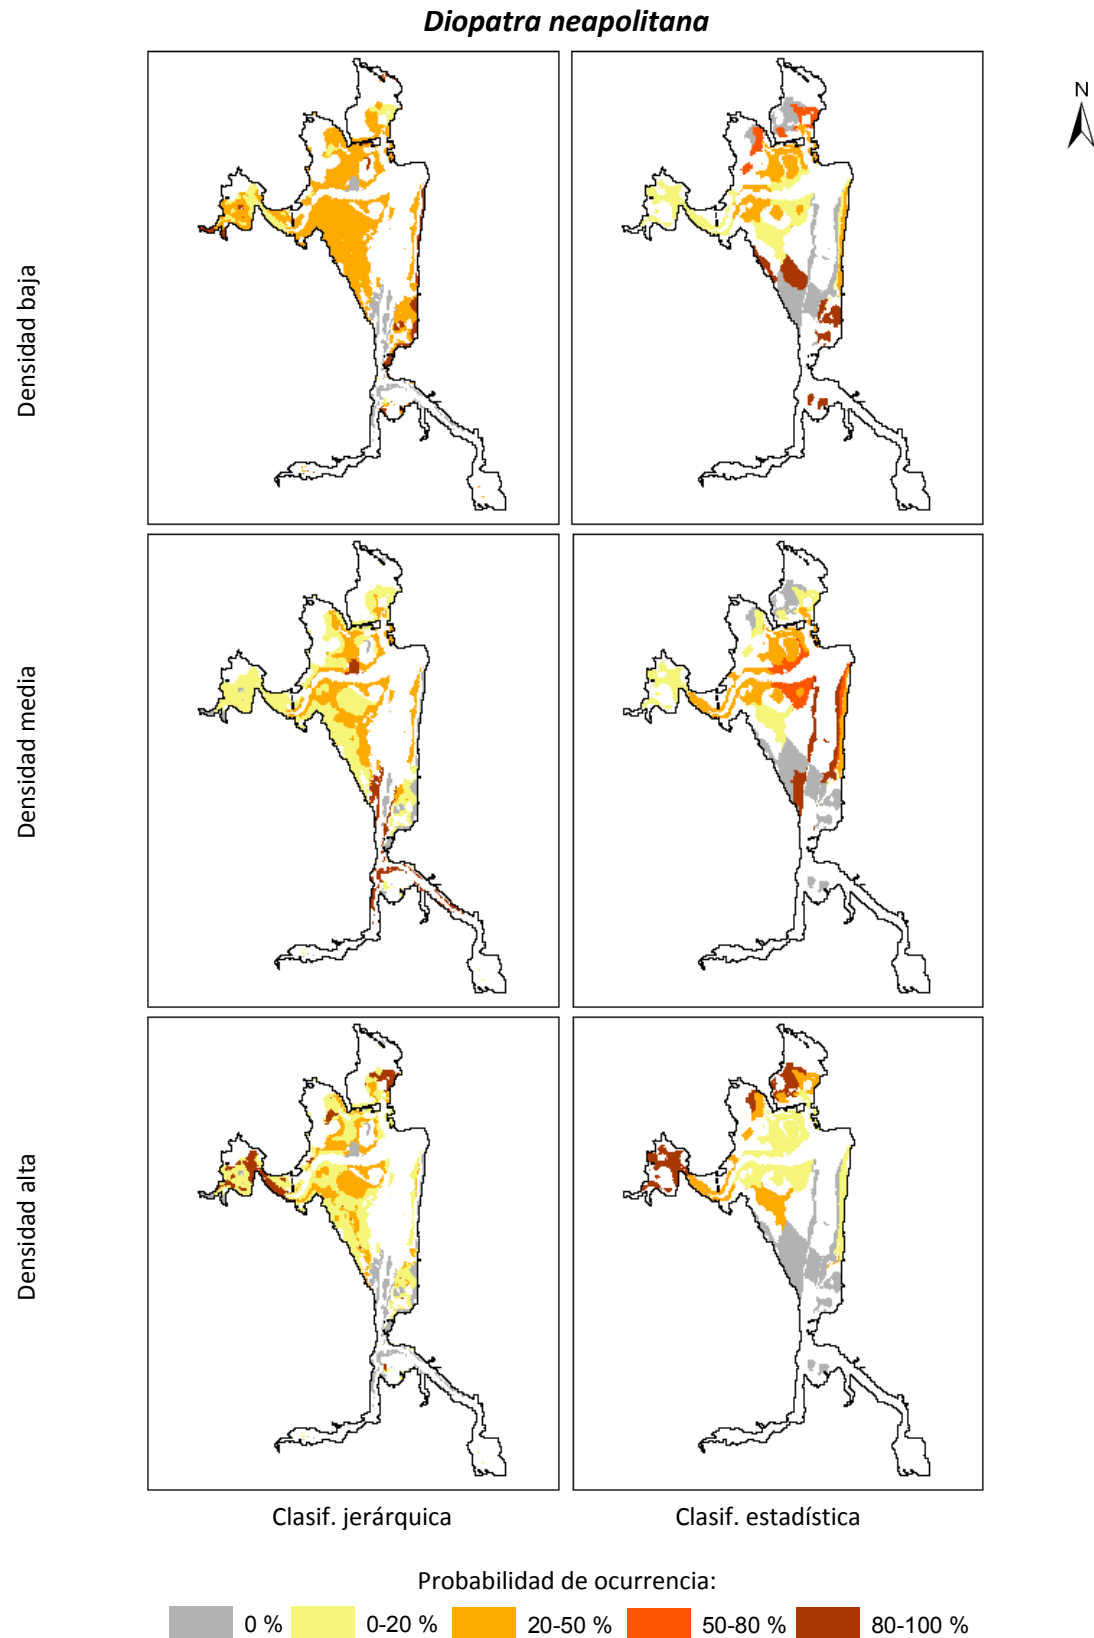 Diopatra neapolitana
N
Densidad baja
Densidad media
Densidad alta
Clasif. jerárquica
Clasif. estadística
Probabilidad de ocurrencia:
0 % 0-20 % 20-50 % 50-80 % 80-100 %